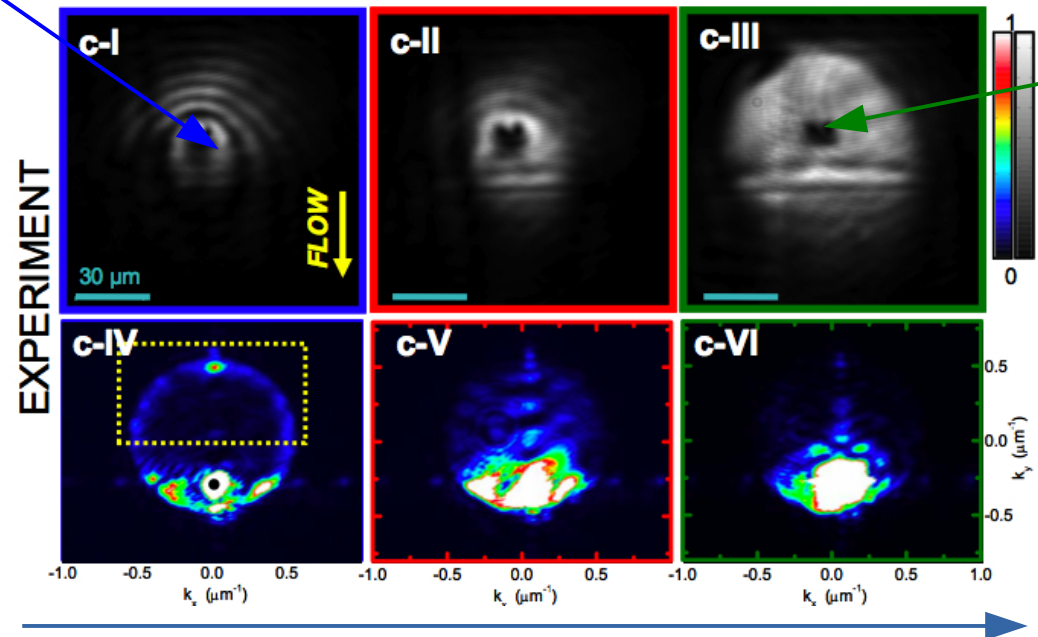 c-I
c-II
c-III
1
0
FLOW
30 µm
EXPERIMENT
c-IV
c-V
c-VI
0.5
0.0
-0.5
k_y (µm⁻¹)
-1.0 -0.5 0.0 0.5 -1.0 -0.5 0.0 0.5 -1.0 -0.5 0.0 0.5 1.0
k_x (µm⁻¹) k_x (µm⁻¹) k_x (µm⁻¹)